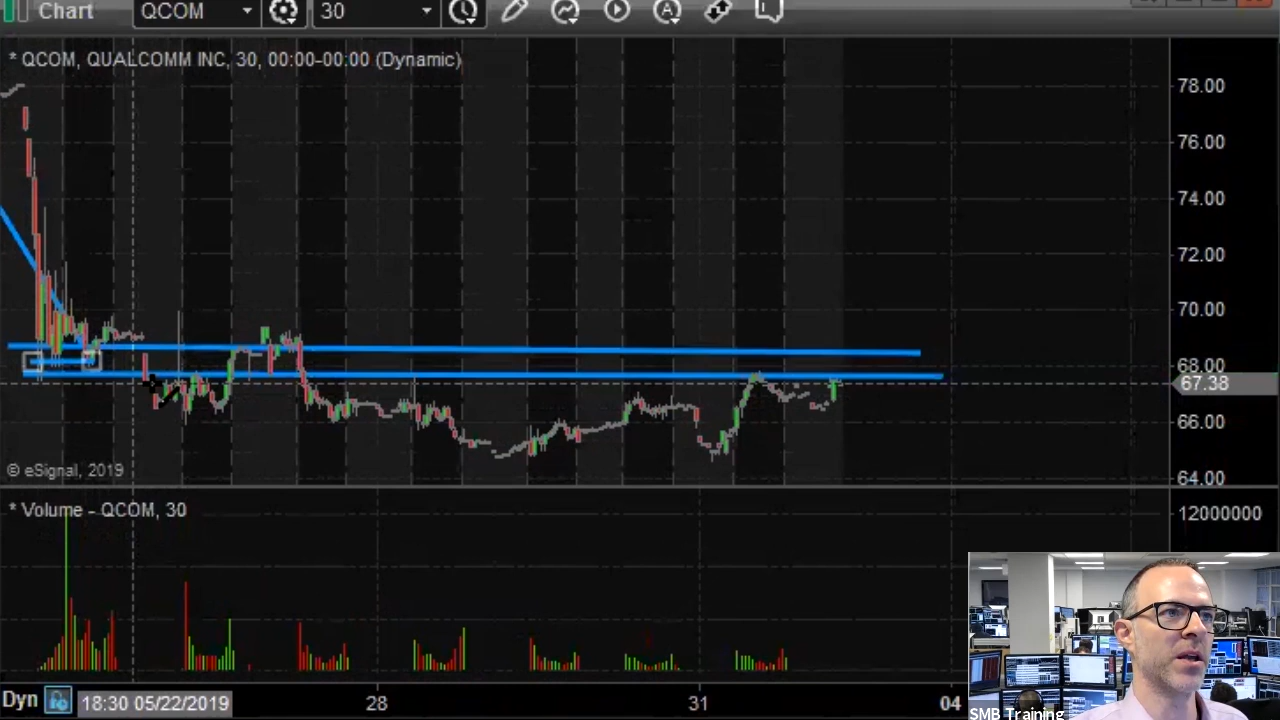 Chart QCOM 30
* QCOM, QUALCOMM INC, 30, 00:00-00:00 (Dynamic)
78.00
76.00
74.00
72.00
70.00
68.00
67.38
66.00
64.00
© eSignal, 2019
* Volume - QCOM, 30
12000000
Dyn 18:30 05/22/2019 28 31 04
SMB Training